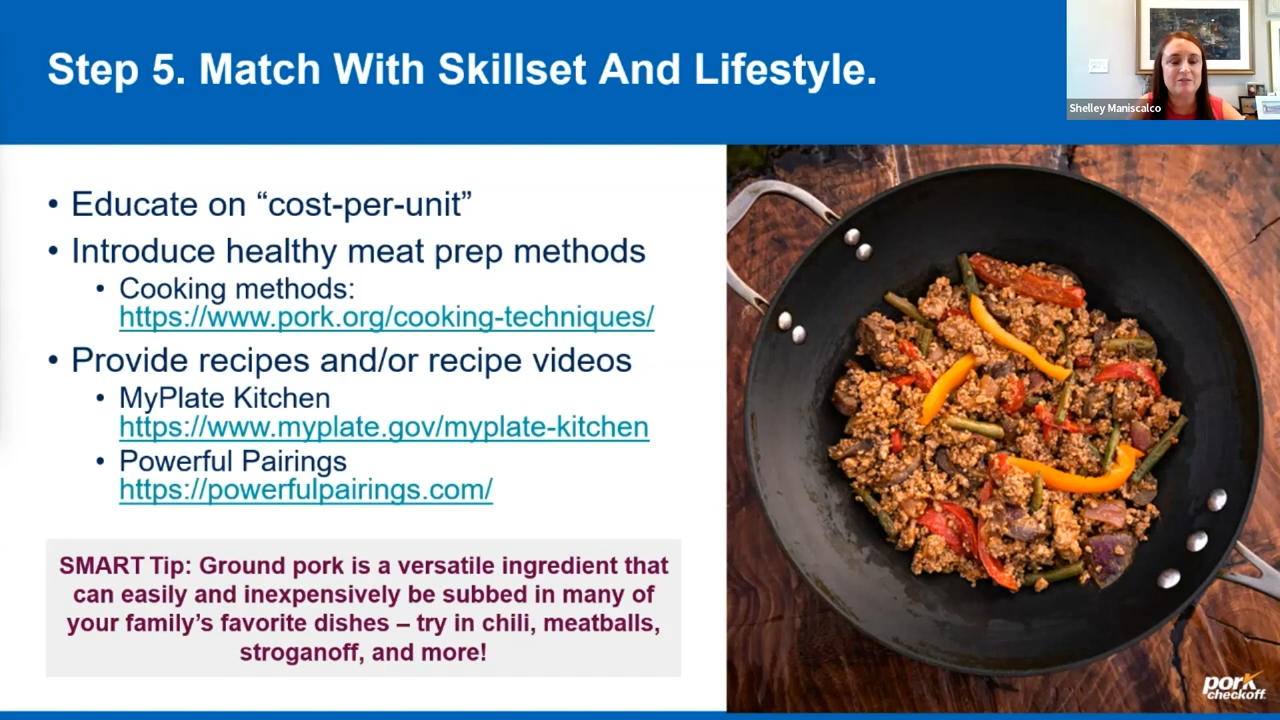 Step 5. Match With Skillset And Lifestyle.
Shelley Maniscalco
• Educate on “cost-per-unit”
• Introduce healthy meat prep methods
• Cooking methods:
https://www.pork.org/cooking-techniques/
• Provide recipes and/or recipe videos
• MyPlate Kitchen
https://www.myplate.gov/myplate-kitchen
• Powerful Pairings
https://powerfulpairings.com/
SMART Tip: Ground pork is a versatile ingredient that
can easily and inexpensively be subbed in many of
your family’s favorite dishes – try in chili, meatballs,
stroganoff, and more!
pork
checkoff.